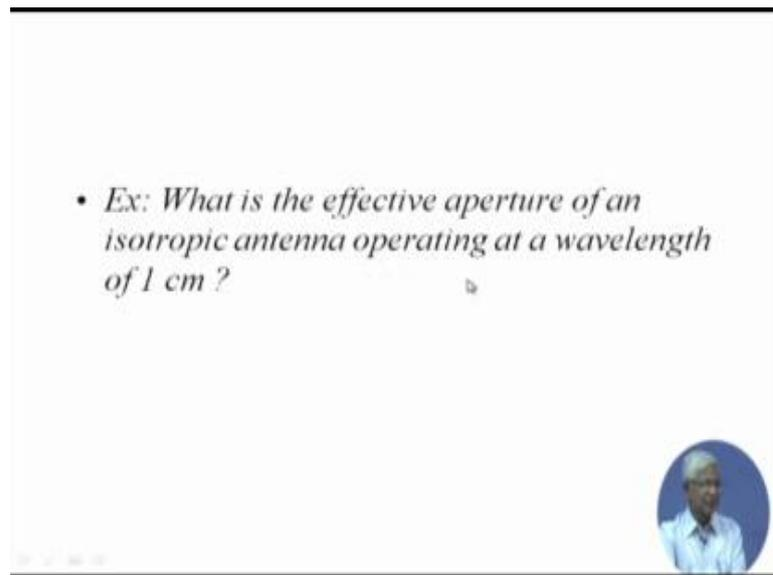 • Ex: What is the effective aperture of an
isotropic antenna operating at a wavelength
of 1 cm ?